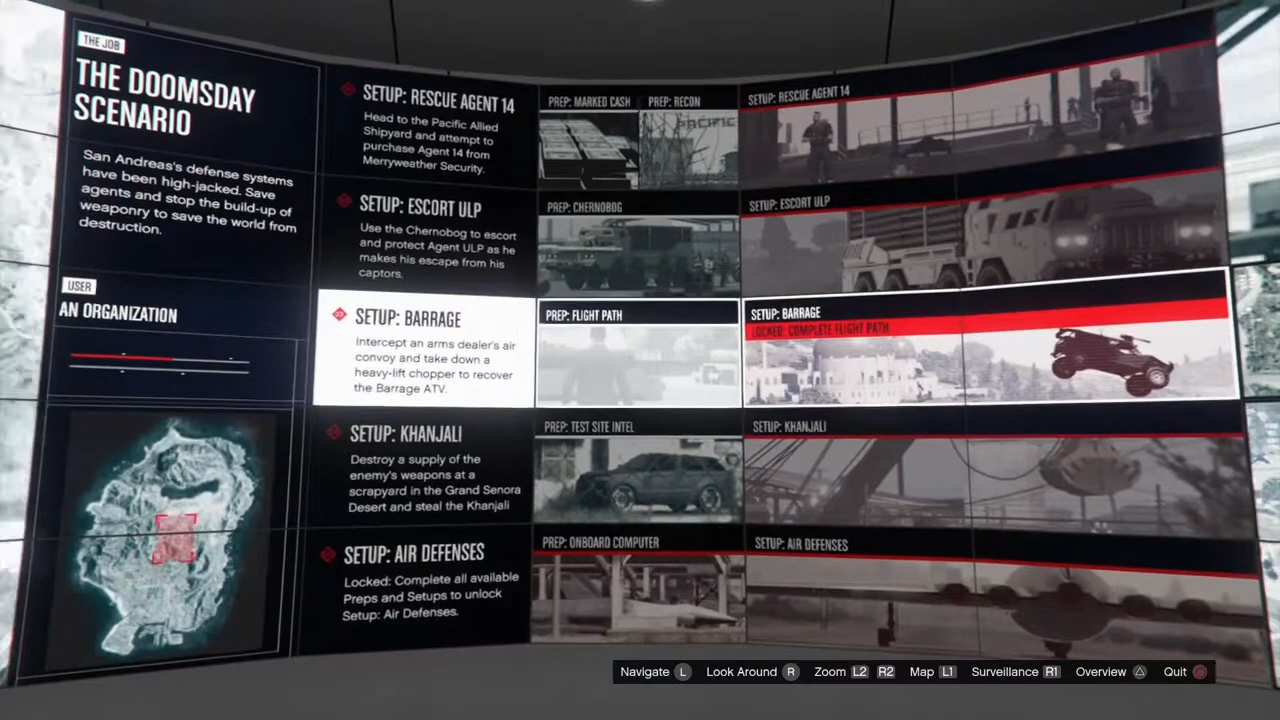 THE JOB
THE DOOMSDAY
SCENARIO
San Andreas's defense systems
have been high-jacked. Save
agents and stop the build-up of
weaponry to save the world from
destruction.
USER
AN ORGANIZATION
SETUP: RESCUE AGENT 14
Head to the Pacific Allied
Shipyard and attempt to
purchase Agent 14 from
Merryweather Security.
PREP: MARKED CASH
PREP: RECON
PACIFIC
SETUP: RESCUE AGENT 14
SETUP: ESCORT ULP
Use the Chernobog to escort
and protect Agent ULP as he
makes his escape from his
captors.
PREP: CHERNOBOG
SETUP: ESCORT ULP
SETUP: BARRAGE
Intercept an arms dealer's air
convoy and take down a
heavy-lift chopper to recover
the Barrage ATV.
PREP: FLIGHT PATH
SETUP: BARRAGE
LOCKED: COMPLETE FLIGHT PATH
SETUP: KHANJALI
Destroy a supply of the
enemy's weapons at a
scrapyard in the Grand Senora
Desert and steal the Khanjali
PREP: TEST SITE INTEL
SETUP: KHANJALI
SETUP: AIR DEFENSES
Locked: Complete all available
Preps and Setups to unlock
Setup: Air Defenses.
PREP: ONBOARD COMPUTER
SETUP: AIR DEFENSES
Navigate L Look Around R Zoom L2 R2 Map L1 Surveillance R1 Overview Quit